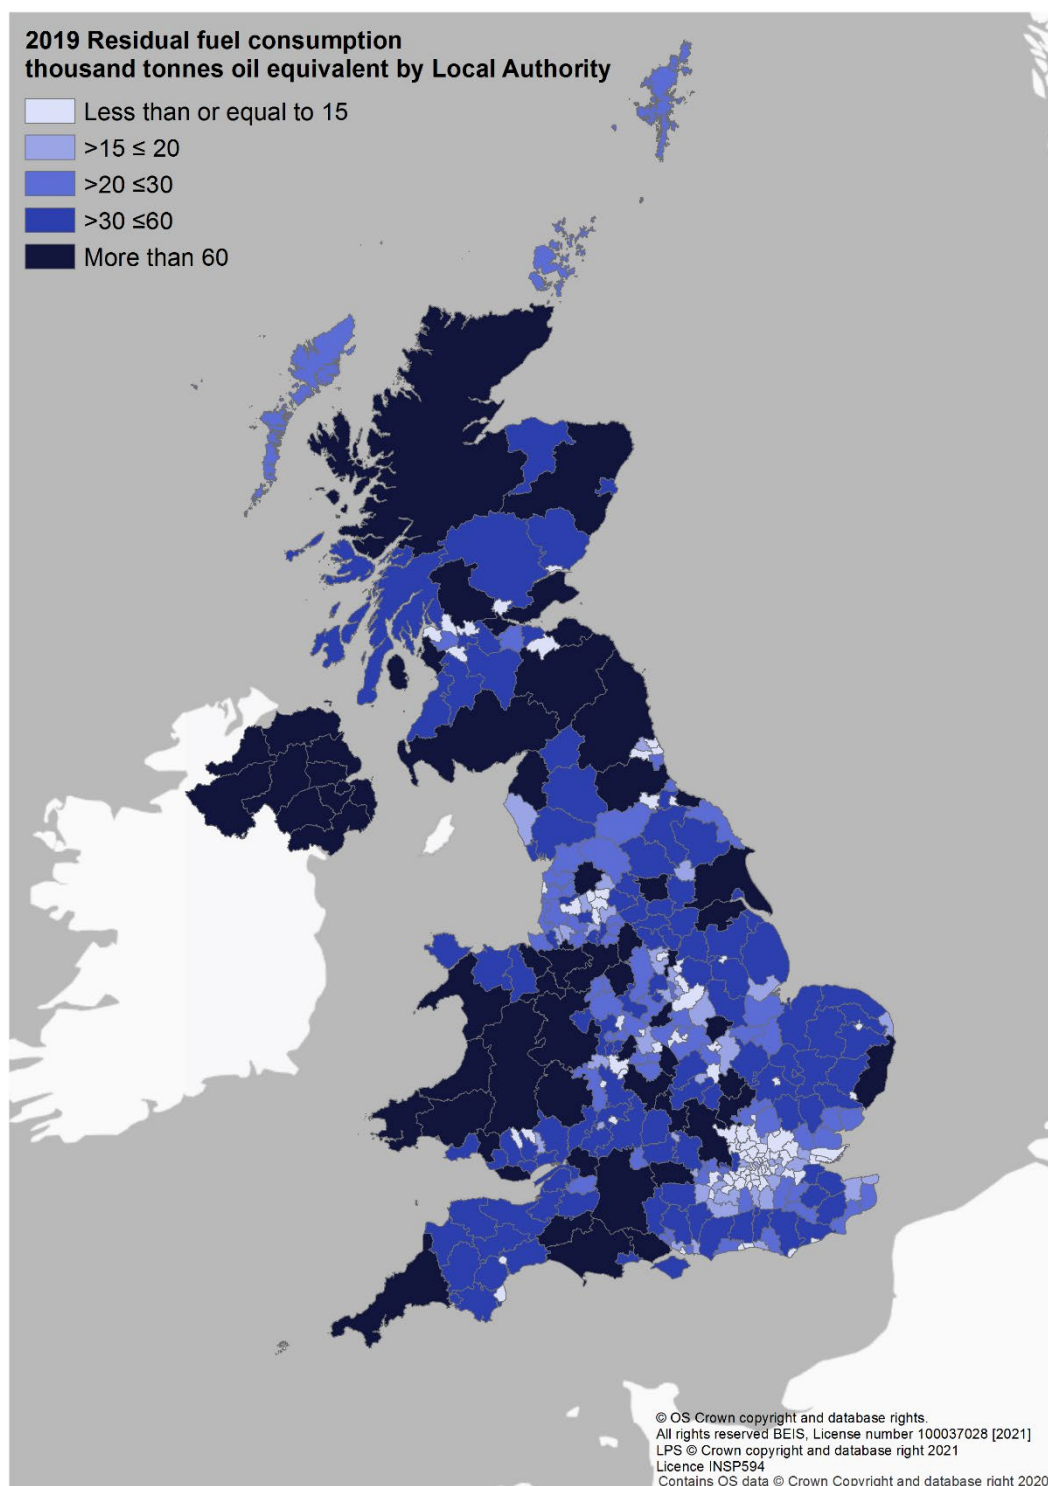 2019 Residual fuel consumption
thousand tonnes oil equivalent by Local Authority
Less than or equal to 15
>15 ≤ 20
>20 ≤30
>30 ≤60
More than 60
© OS Crown copyright and database rights.
All rights reserved BEIS, License number 100037028 [2021]
LPS © Crown copyright and database right 2021
Licence INSP594
Contains OS data © Crown Copyright and database right 2020